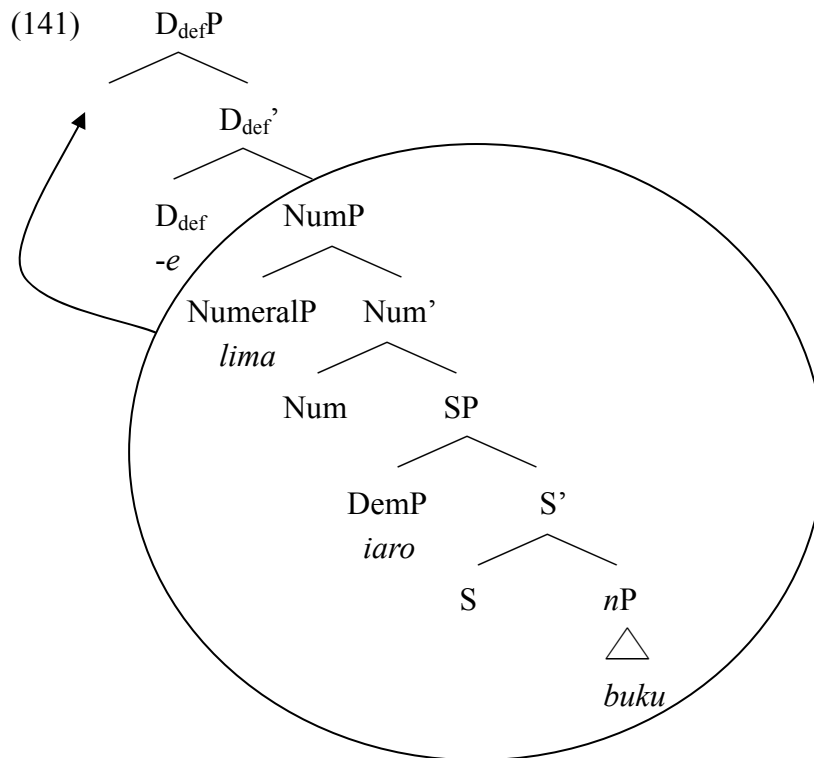 (141) DdefP
Ddef’
Ddef NumP
-e
NumeralP Num’
lima
Num SP
DemP S’
iaro
S nP
buku